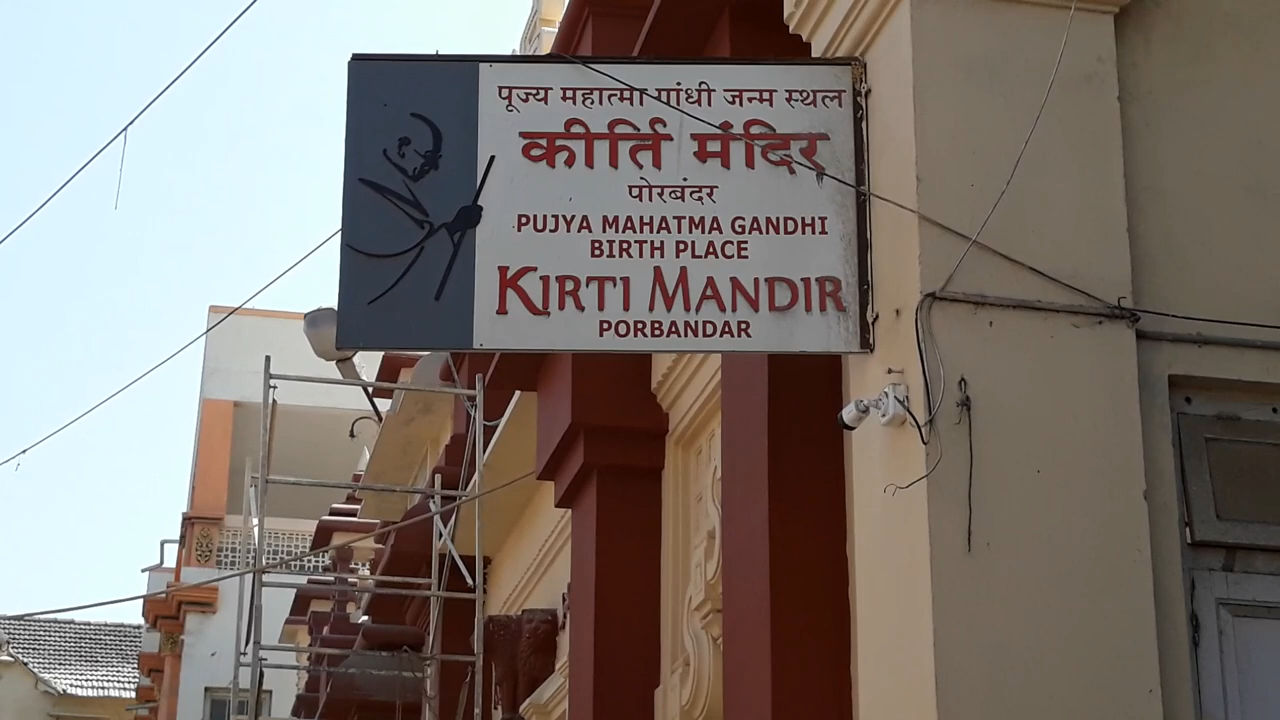 पूज्य महात्मा गांधी जन्म स्थल
कीर्ति मंदिर
पोरबंदर
PUJYA MAHATMA GANDHI
BIRTH PLACE
KIRTI MANDIR
PORBANDAR